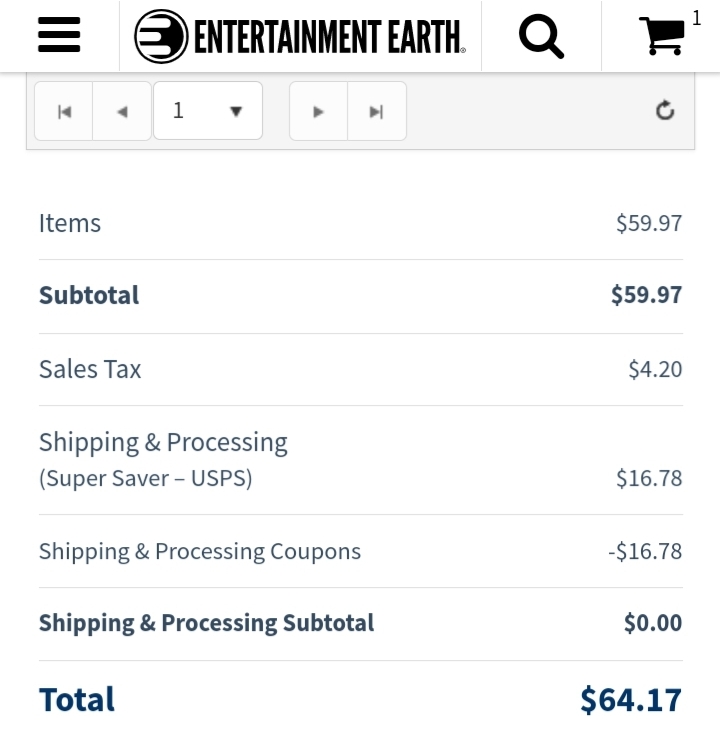 ENTERTAINMENT EARTH®
1
1
Items $59.97
Subtotal $59.97
Sales Tax $4.20
Shipping & Processing
(Super Saver – USPS) $16.78
Shipping & Processing Coupons -$16.78
Shipping & Processing Subtotal $0.00
Total $64.17